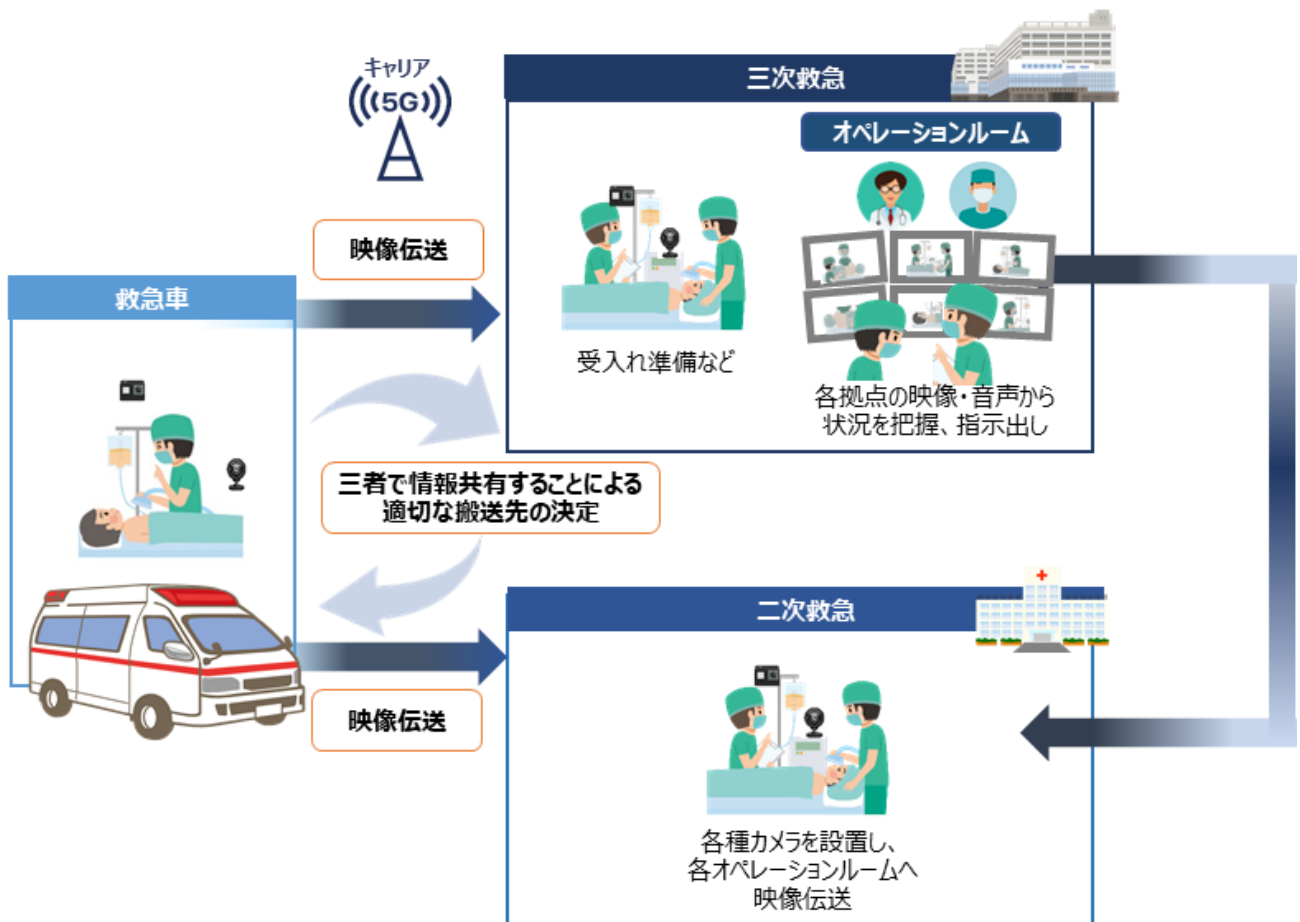 キャリア
5G
三次救急
オペレーションルーム
映像伝送
救急車
受入れ準備など
各拠点の映像・音声から
状況を把握、指示出し
三者で情報共有することによる
適切な搬送先の決定
二次救急
映像伝送
各種カメラを設置し、
各オペレーションルームへ
映像伝送